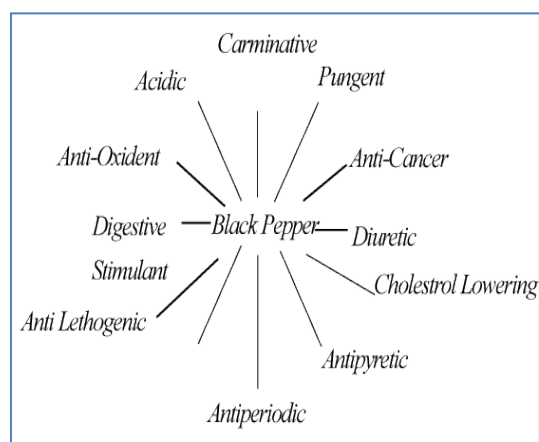 Carminative
Acidic
Pungent
Anti-Oxident
Anti-Cancer
Digestive
Black Pepper
Diuretic
Stimulant
Cholestrol Lowering
Anti Lethogenic
Antipyretic
Antiperiodic